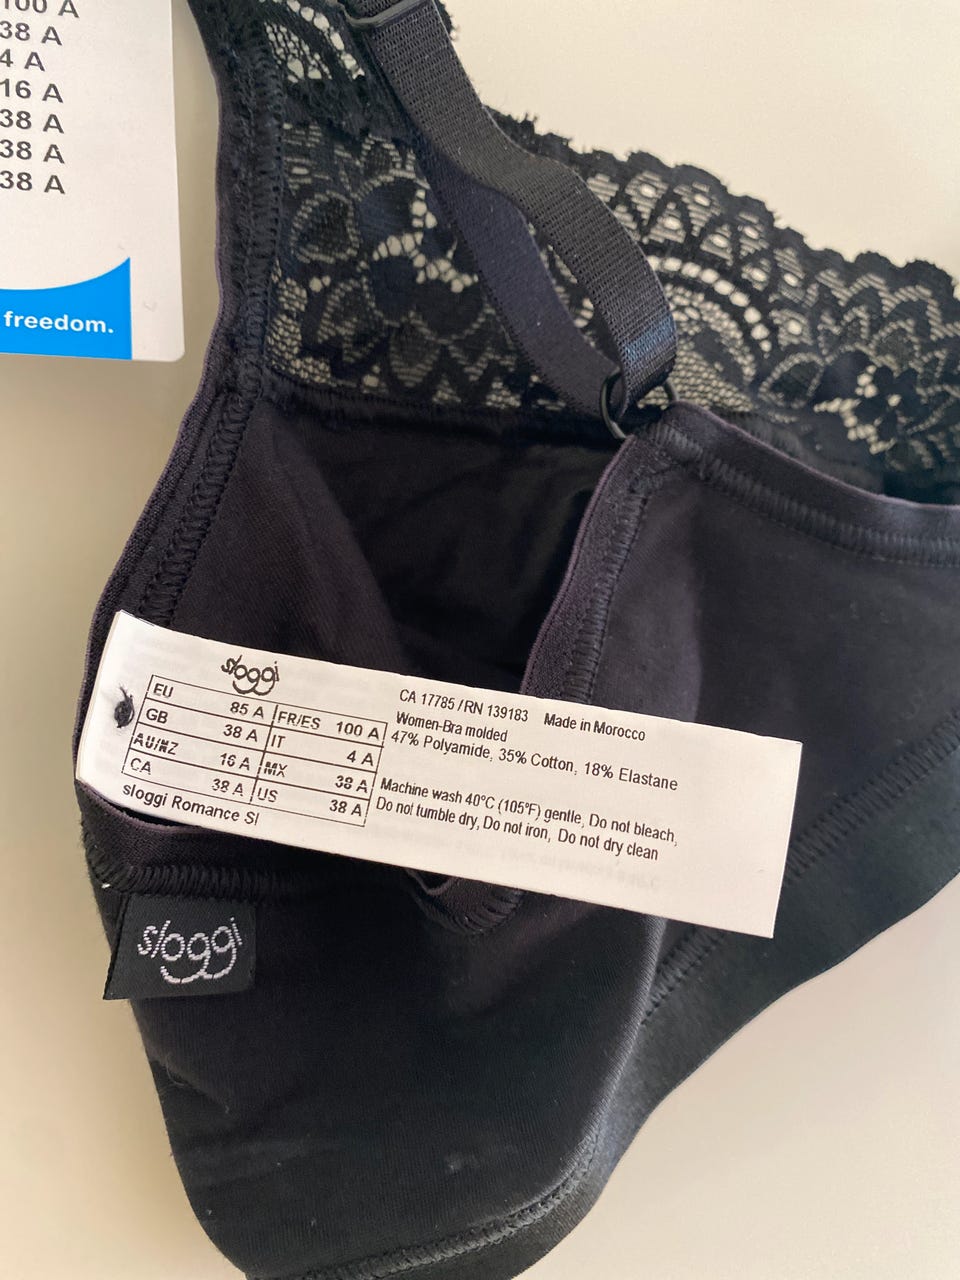 100 A
38 A
4 A
16 A
38 A
38 A
38 A
freedom.
sloggi
EU 85 A FR/ES 100 A
GB 38 A IT 4 A
AU/NZ 16 A MX 38 A
CA 38 A US 38 A
sloggi Romance SI
CA 17785 / RN 139183 Made in Morocco
Women-Bra molded
47% Polyamide, 35% Cotton, 18% Elastane
Machine wash 40°C (105°F) gentle, Do not bleach,
Do not tumble dry, Do not iron, Do not dry clean
sloggi